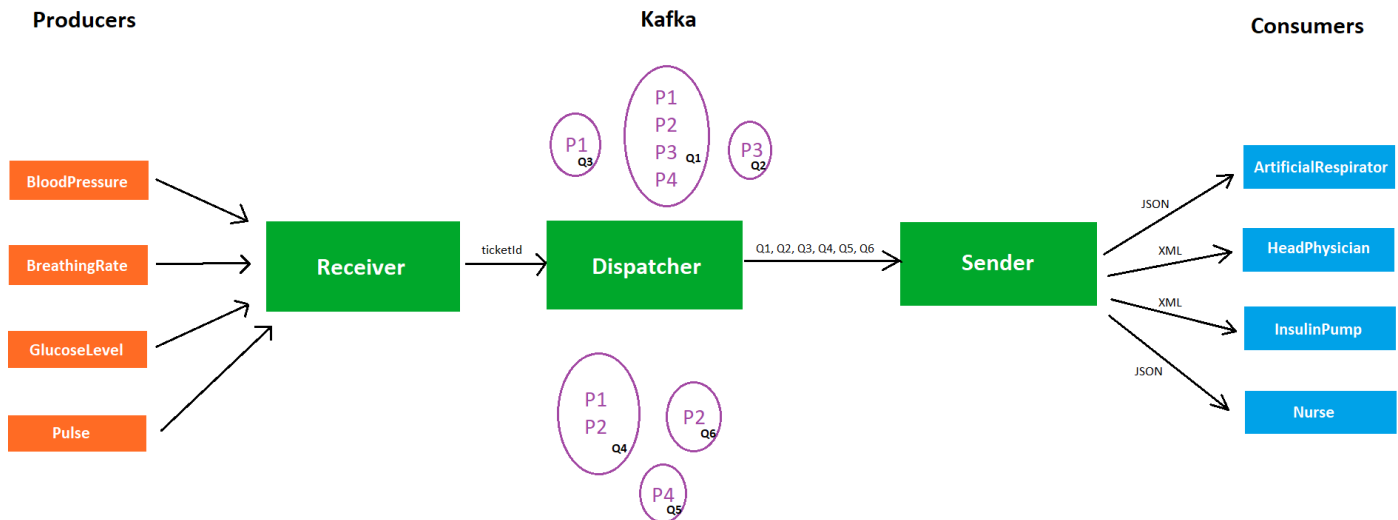 Producers
Kafka
Consumers
P1
P2
P3
P4
Q1
P1
Q3
P3
Q2
BloodPressure
BreathingRate
GlucoseLevel
Pulse
Receiver
ticketId
Dispatcher
Q1, Q2, Q3, Q4, Q5, Q6
Sender
JSON
XML
XML
JSON
ArtificialRespirator
HeadPhysician
InsulinPump
Nurse
P1
P2
Q4
P2
Q6
P4
Q5